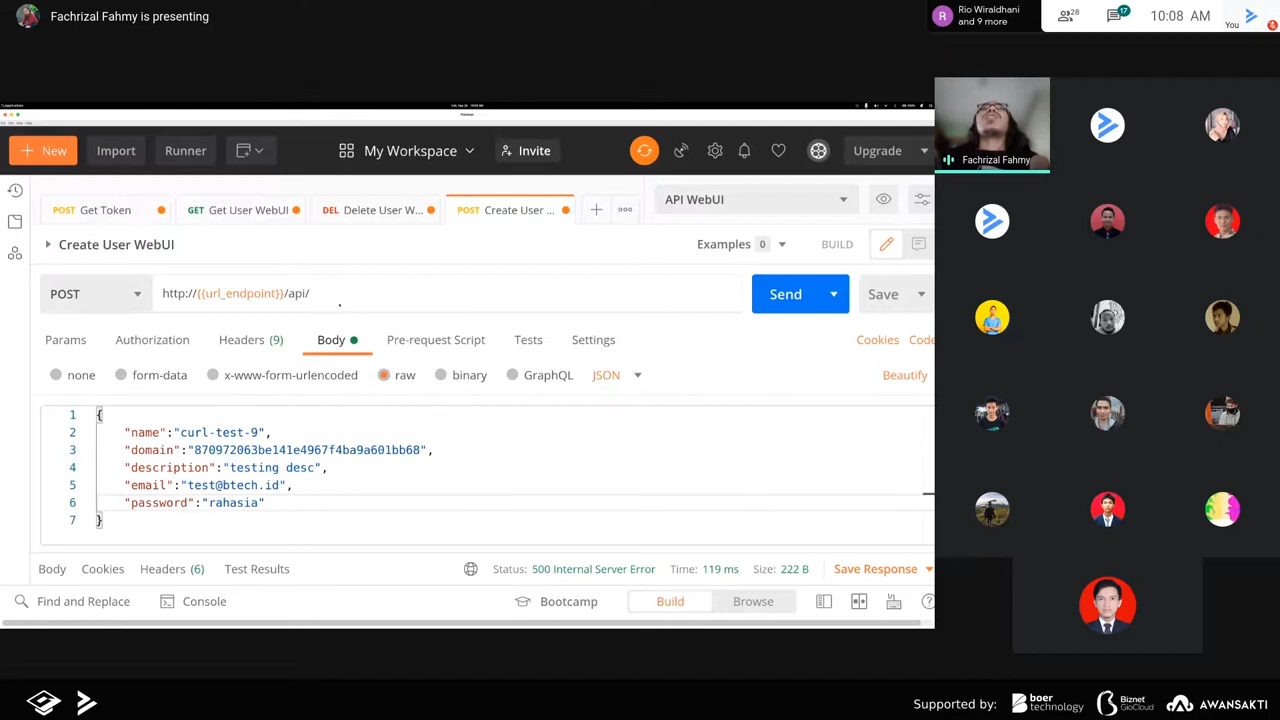 Fachrizal Fahmy is presenting
R
Rio Wiraldhani
and 9 more
28
17
10:08 AM
You
New
Import
Runner
My Workspace
Invite
Upgrade
POST Get Token
GET Get User WebUI
DEL Delete User W...
POST Create User ...
API WebUI
Create User WebUI
Examples 0
BUILD
POST
http://{{url_endpoint}}/api/
Send
Save
Params
Authorization
Headers (9)
Body
Pre-request Script
Tests
Settings
Cookies
Code
none
form-data
x-www-form-urlencoded
raw
binary
GraphQL
JSON
Beautify
1 {
2 "name":"curl-test-9",
3 "domain":"870972063be141e4967f4ba9a601bb68",
4 "description":"testing desc",
5 "email":"test@btech.id",
6 "password":"rahasia"
7 }
Body
Cookies
Headers (6)
Test Results
Status: 500 Internal Server Error
Time: 119 ms
Size: 222 B
Save Response
Find and Replace
Console
Bootcamp
Build
Browse
Fachrizal Fahmy
Supported by:
boer
technology
Biznet
GioCloud
AWANSAKTI